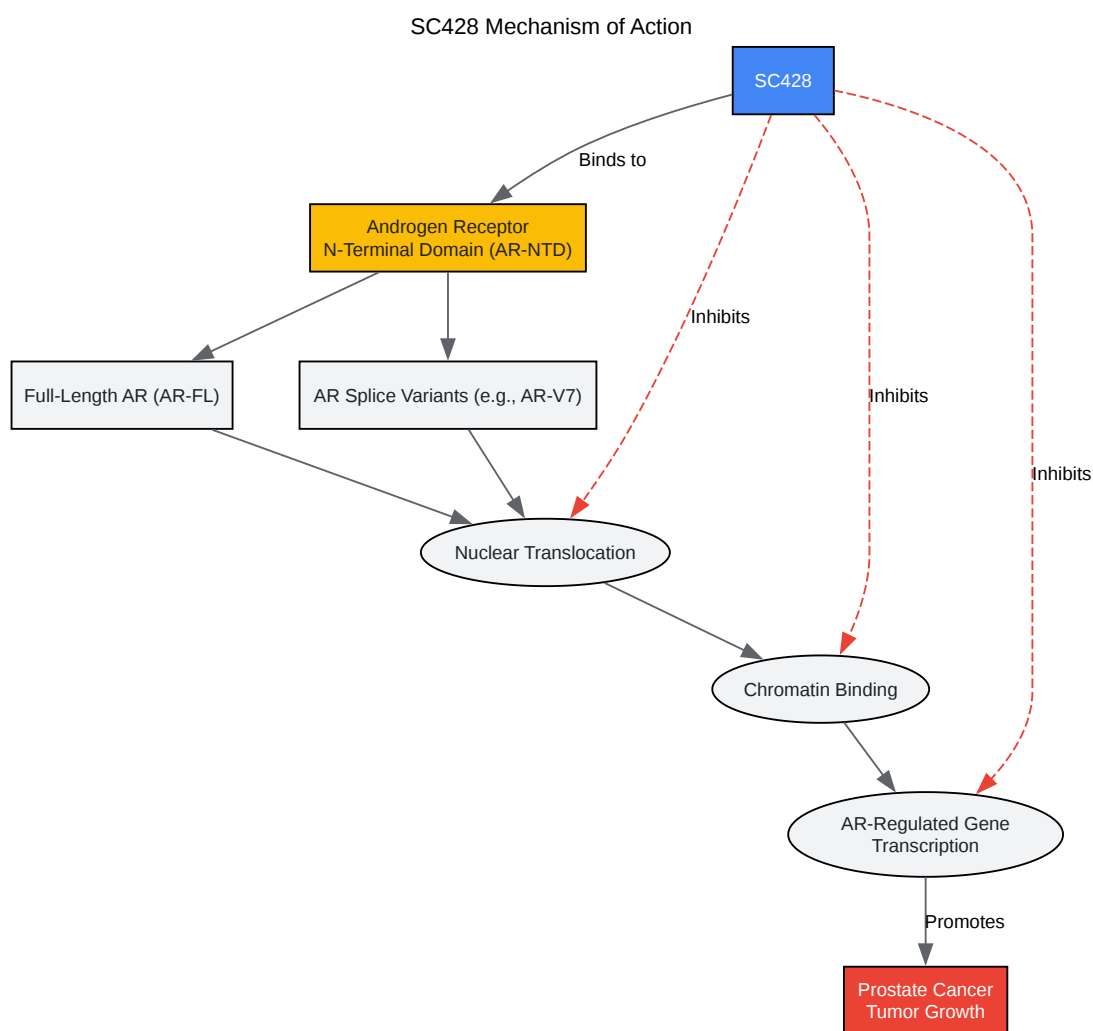 SC428 Mechanism of Action
SC428
Binds to
Androgen Receptor
N-Terminal Domain (AR-NTD)
Inhibits
Full-Length AR (AR-FL)
AR Splice Variants (e.g., AR-V7)
Inhibits
Inhibits
Nuclear Translocation
Chromatin Binding
AR-Regulated Gene
Transcription
Promotes
Prostate Cancer
Tumor Growth